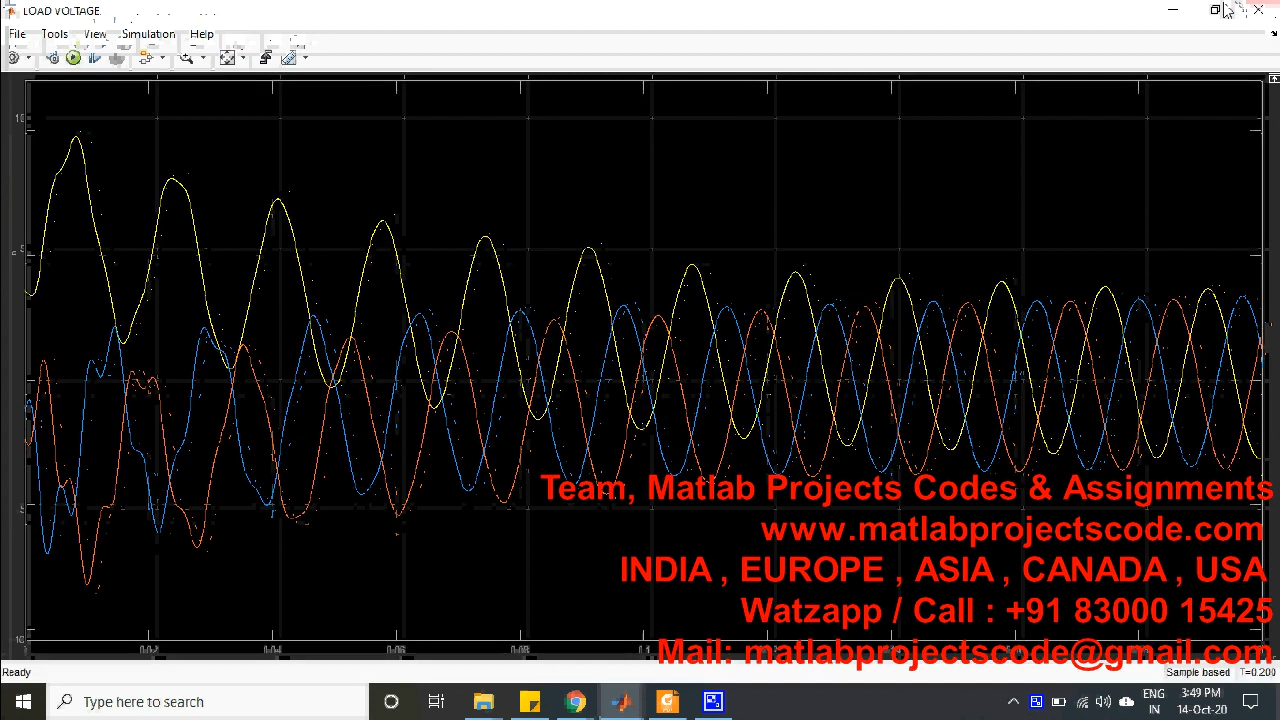 LOAD VOLTAGE
File Tools View Simulation Help
Team, Matlab Projects Codes & Assignments
www.matlabprojectscode.com
INDIA , EUROPE , ASIA , CANADA , USA
Watzapp / Call : +91 83000 15425
Mail: matlabprojectscode@gmail.com
Ready
Sample based T=0.200
Type here to search
ENG
IN
3:49 PM
14-Oct-20